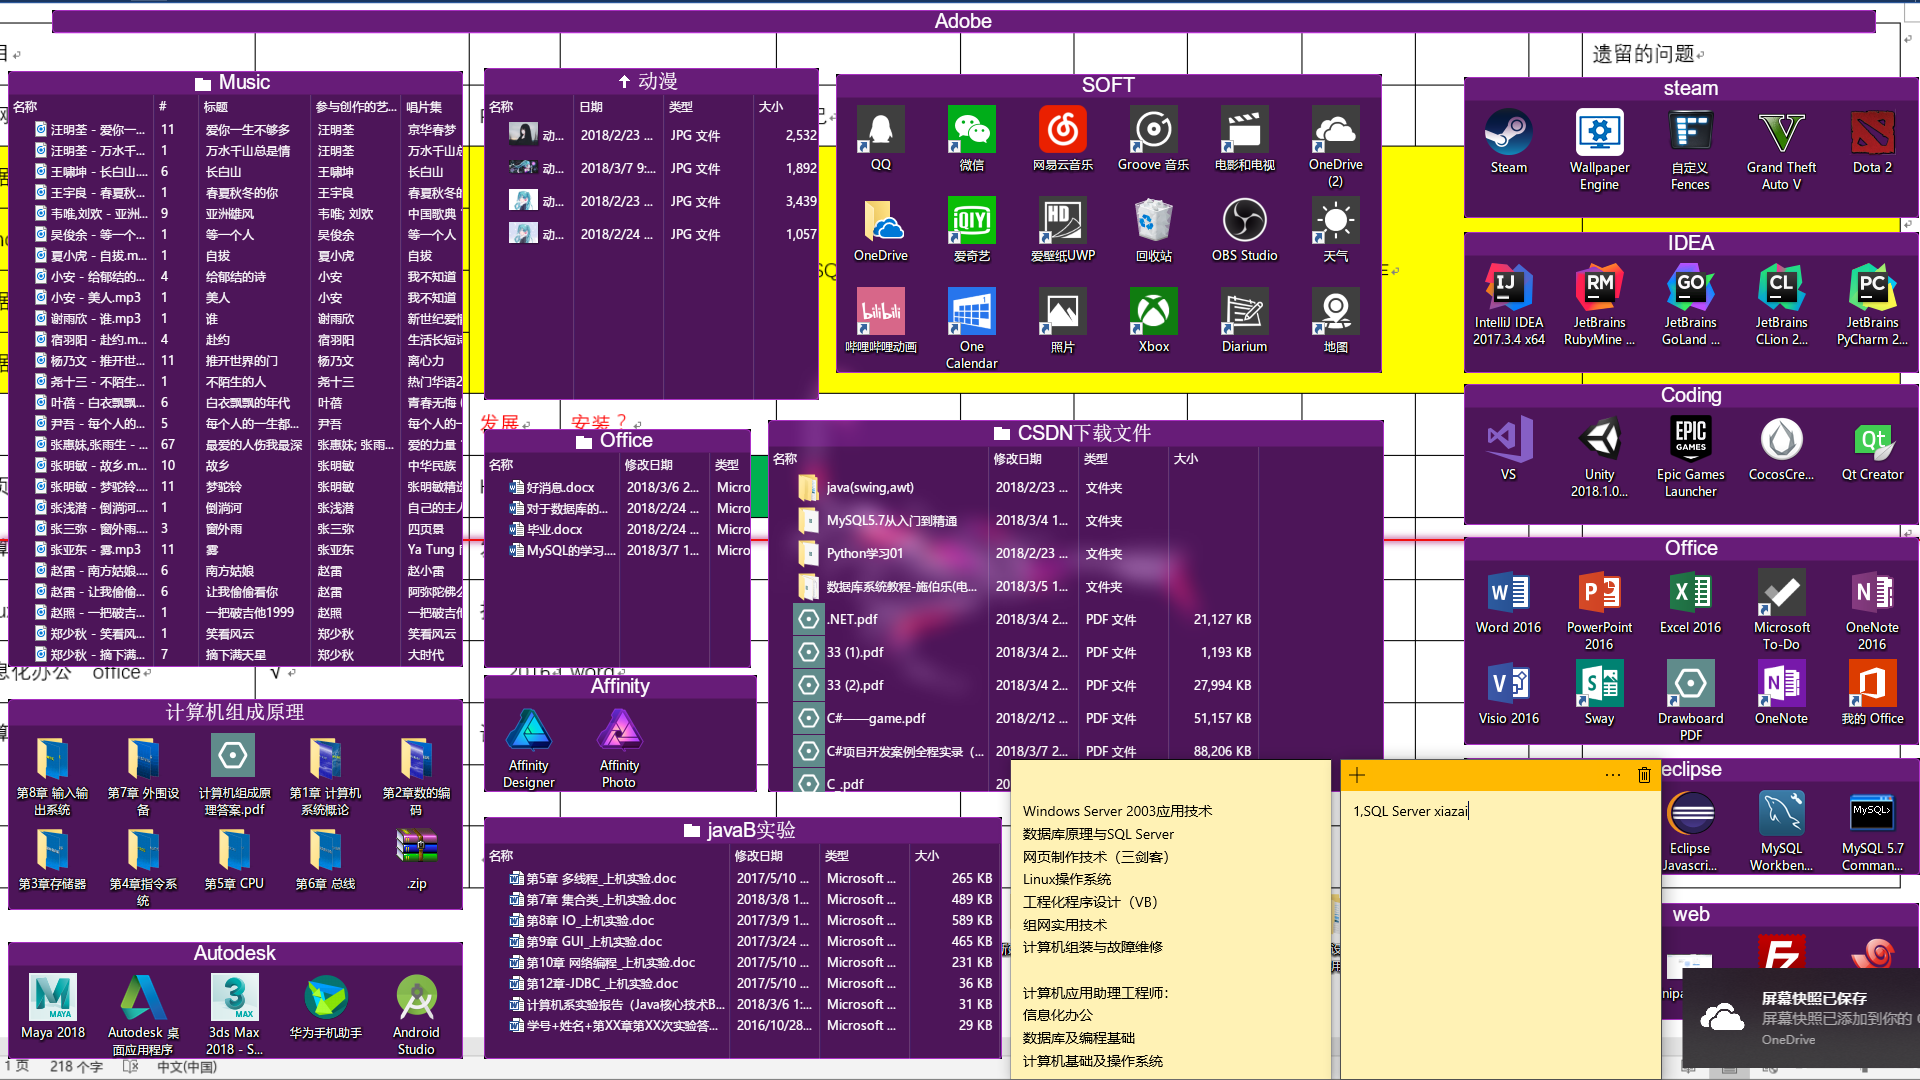 Adobe
遗留的问题
Music
名称 # 标题 参与创作的艺... 唱片集
汪明荃 - 爱你一... 11 爱你一生不够多 汪明荃 京华春梦
汪明荃 - 万水千... 1 万水千山总是情 汪明荃 万水千山总
王啸坤 - 长白山.... 6 长白山 王啸坤 长白山
王宇良 - 春夏秋... 1 春夏秋冬的你 王宇良 春夏秋冬的
韦唯,刘欢 - 亚洲... 9 亚洲雄风 韦唯; 刘欢 中国歌典
吴俊余 - 等一个... 1 等一个人 吴俊余 等一个人
夏小虎 - 自拔.m... 1 自拔 夏小虎 自拔
小安 - 给郁结的... 4 给郁结的诗 小安 我不知道
小安 - 美人.mp3 1 美人 小安 我不知道
谢雨欣 - 谁.mp3 1 谁 谢雨欣 新世纪爱情
宿羽阳 - 赴约.m... 4 赴约 宿羽阳 生活长短诗
杨乃文 - 推开世... 11 推开世界的门 杨乃文 离心力
尧十三 - 不陌生... 1 不陌生的人 尧十三 热门华语2
叶蓓 - 白衣飘飘... 6 白衣飘飘的年代 叶蓓 青春无悔
尹吾 - 每个人的... 5 每个人的一生都... 尹吾 每个人的一
张惠妹,张雨生 - ... 67 最爱的人伤我最深 张惠妹; 张雨... 爱的力量
张明敏 - 故乡.m... 10 故乡 张明敏 中华民族
张明敏 - 梦驼铃... 11 梦驼铃 张明敏 张明敏精选
张浅潜 - 倒淌河.... 1 倒淌河 张浅潜 自己的主人
张三弥 - 窗外雨.... 3 窗外雨 张三弥 四页景
张亚东 - 雾.mp3 11 雾 张亚东 Ya Tung
赵雷 - 南方姑娘.... 6 南方姑娘 赵雷 赵小雷
赵雷 - 让我偷偷... 6 让我偷偷看你 赵雷 阿弥陀佛么
赵照 - 一把破吉... 1 一把破吉他1999 赵照 一把破吉他
郑少秋 - 笑看风... 1 笑看风云 郑少秋 笑看风云
郑少秋 - 摘下满... 7 摘下满天星 郑少秋 大时代
动漫
名称 日期 类型 大小
动... 2018/2/23 ... JPG 文件 2,532
动... 2018/3/7 9:... JPG 文件 1,892
动... 2018/2/23 ... JPG 文件 3,439
动... 2018/2/24 ... JPG 文件 1,057
SOFT
QQ 微信 网易云音乐 Groove 音乐 电影和电视 OneDrive (2)
iQIYI HD
OneDrive 爱奇艺 爱壁纸UWP 回收站 OBS Studio 天气
bilibili
哔哩哔哩动画 One Calendar 照片 Xbox Diarium 地图
steam
Steam Wallpaper Engine 自定义 Fences Grand Theft Auto V Dota 2
IDEA
IJ RM GO CL PC
IntelliJ IDEA 2017.3.4 x64 JetBrains RubyMine ... JetBrains GoLand ... JetBrains CLion 2... JetBrains PyCharm 2...
Coding
EPIC GAMES Qt
VS Unity 2018.1.0... Epic Games Launcher CocosCre... Qt Creator
发展 安装？
Office
名称 修改日期 类型
好消息.docx 2018/3/6 2... Micro
对于数据库的... 2018/2/24 ... Micro
毕业.docx 2018/2/24 ... Micro
MySQL的学习.... 2018/3/7 1... Micro
CSDN下载文件
名称 修改日期 类型 大小
java(swing,awt) 2018/2/23 ... 文件夹
MySQL5.7从入门到精通 2018/3/4 1... 文件夹
Python学习01 2018/2/23 ... 文件夹
数据库系统教程-施伯乐(电... 2018/3/5 1... 文件夹
.NET.pdf 2018/3/4 2... PDF 文件 21,127 KB
33 (1).pdf 2018/3/4 2... PDF 文件 1,193 KB
33 (2).pdf 2018/3/4 2... PDF 文件 27,994 KB
C#——game.pdf 2018/2/12 ... PDF 文件 51,157 KB
C#项目开发案例全程实录（... 2018/3/7 2... PDF 文件 88,206 KB
C .pdf 20
Office
Word 2016 PowerPoint 2016 Excel 2016 Microsoft To-Do OneNote 2016
Visio 2016 Sway Drawboard PDF OneNote 我的 Office
息化办公 office √
计算机组成原理
第8章 输入输出系统 第7章 外围设备 计算机组成原理答案.pdf 第1章 计算机系统概论 第2章数的编码
第3章存储器 第4章指令系统 第5章 CPU 第6章 总线 .zip
Affinity
Affinity Designer Affinity Photo
javaB实验
名称 修改日期 类型 大小
第5章 多线程_上机实验.doc 2017/5/10 ... Microsoft ... 265 KB
第7章 集合类_上机实验.doc 2018/3/8 1... Microsoft ... 489 KB
第8章 IO_上机实验.doc 2017/3/9 1... Microsoft ... 589 KB
第9章 GUI_上机实验.doc 2017/3/24 ... Microsoft ... 465 KB
第10章 网络编程_上机实验.doc 2017/5/10 ... Microsoft ... 231 KB
第12章-JDBC_上机实验.doc 2017/5/10 ... Microsoft ... 36 KB
计算机系实验报告（Java核心技术B... 2018/3/6 1:... Microsoft ... 31 KB
学号+姓名+第XX章第XX次实验答... 2016/10/28... Microsoft ... 29 KB
Windows Server 2003应用技术
数据库原理与SQL Server
网页制作技术（三剑客）
Linux操作系统
工程化程序设计（VB）
组网实用技术
计算机组装与故障维修
计算机应用助理工程师:
信息化办公
数据库及编程基础
计算机基础及操作系统
1,SQL Server xiazai
eclipse
MySQL>
Eclipse Javascri... MySQL Workben... MySQL 5.7 Comman...
web
屏幕快照已保存
屏幕快照已添加到你的
OneDrive
Autodesk
Maya 2018 Autodesk 桌面应用程序 3ds Max 2018 - S... 华为手机助手 Android Studio
1 页 218 个字 中文(中国)